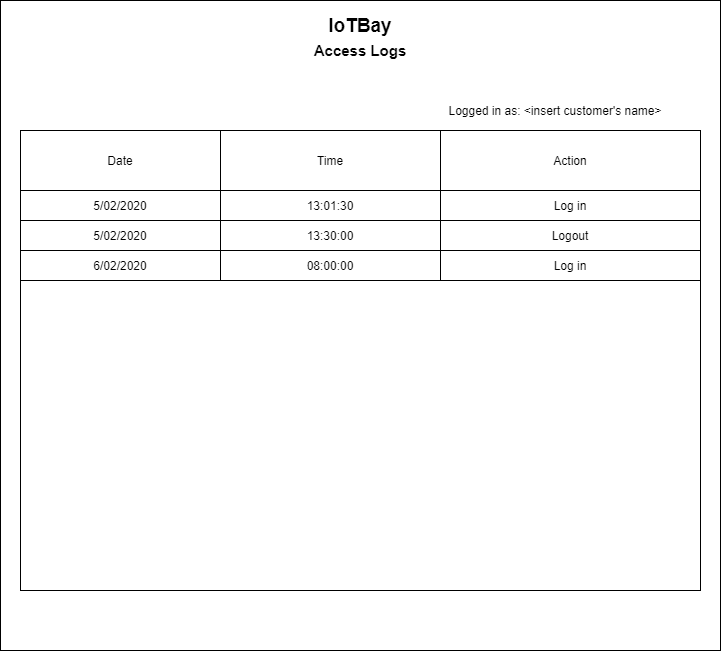 IoTBay
Access Logs
Logged in as: <insert customer's name>
Date Time Action
5/02/2020 13:01:30 Log in
5/02/2020 13:30:00 Logout
6/02/2020 08:00:00 Log in